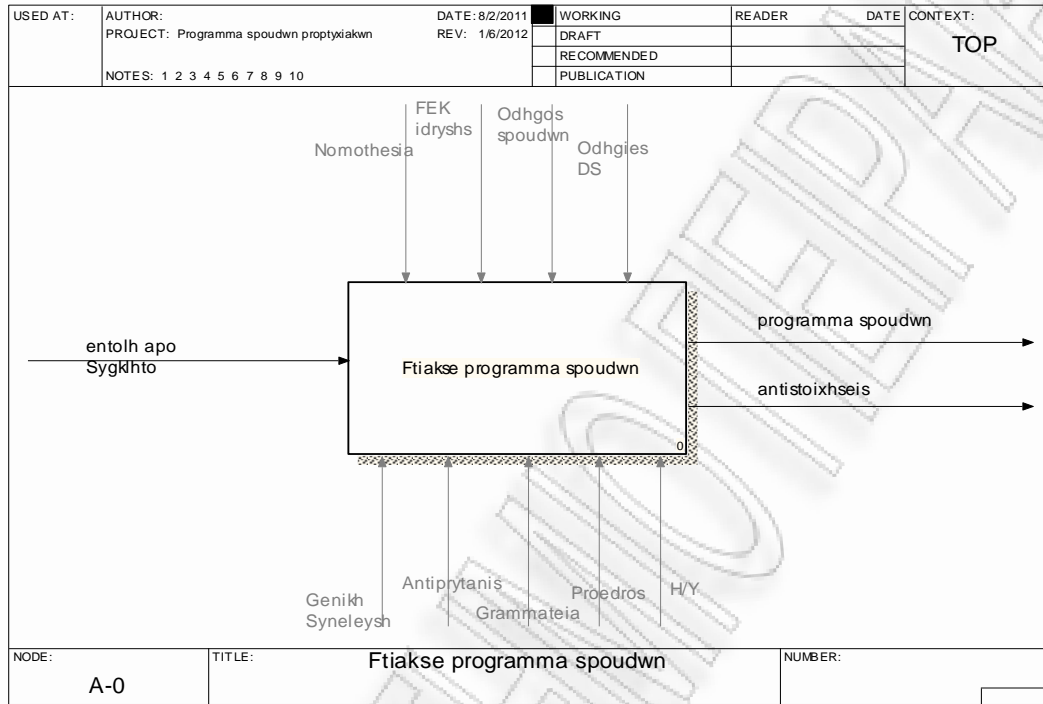 USED AT:
AUTHOR:
DATE: 8/2/2011
WORKING
READER
DATE
CONTEXT:
PROJECT: Programma spoudwn proptyxiakwn
REV: 1/6/2012
DRAFT
TOP
RECOMMENDED
NOTES: 1 2 3 4 5 6 7 8 9 10
PUBLICATION
Nomothesia
FEK
idryshs
Odhgos
spoudwn
Odhgies
DS
entolh apo
Sygklhto
Ftiakse programma spoudwn
0
programma spoudwn
antistoixhseis
Genikh
Syneleysh
Antiprytanis
Grammateia
Proedros
H/Y
NODE:
A-0
TITLE:
Ftiakse programma spoudwn
NUMBER: